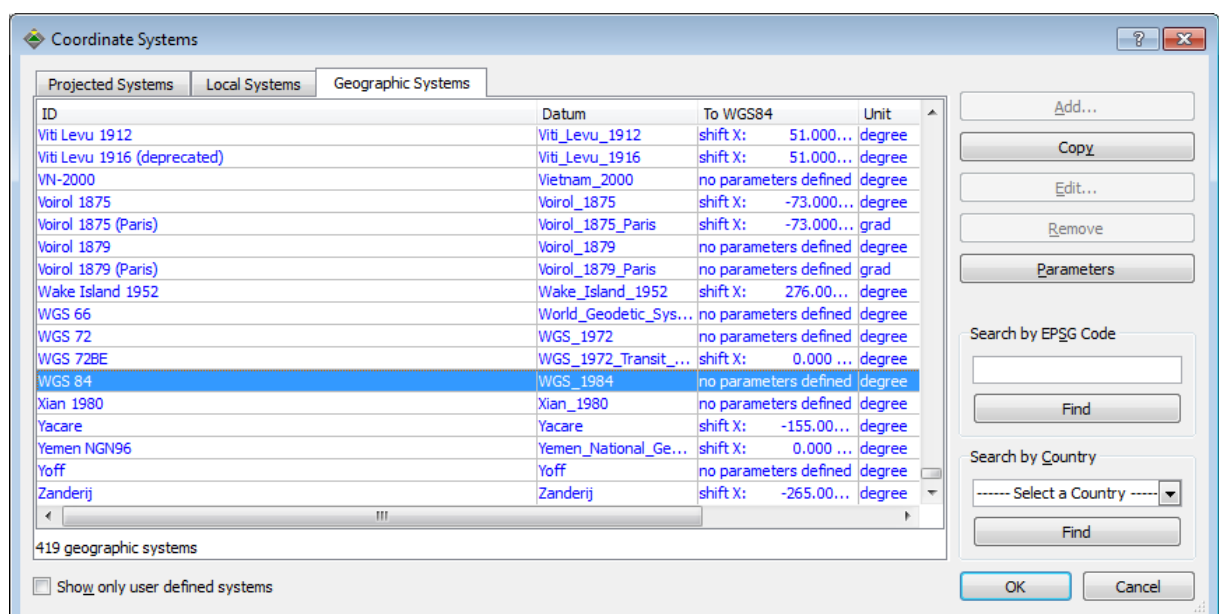 Coordinate Systems
Projected Systems Local Systems Geographic Systems
ID Datum To WGS84 Unit
Viti Levu 1912 Viti_Levu_1912 shift X: 51.000... degree
Viti Levu 1916 (deprecated) Viti_Levu_1916 shift X: 51.000... degree
VN-2000 Vietnam_2000 no parameters defined degree
Voirol 1875 Voirol_1875 shift X: -73.000... degree
Voirol 1875 (Paris) Voirol_1875_Paris shift X: -73.000... grad
Voirol 1879 Voirol_1879 no parameters defined degree
Voirol 1879 (Paris) Voirol_1879_Paris no parameters defined grad
Wake Island 1952 Wake_Island_1952 shift X: 276.00... degree
WGS 66 World_Geodetic_Sys... no parameters defined degree
WGS 72 WGS_1972 no parameters defined degree
WGS 72BE WGS_1972_Transit_... shift X: 0.000 ... degree
WGS 84 WGS_1984 no parameters defined degree
Xian 1980 Xian_1980 no parameters defined degree
Yacare Yacare shift X: -155.00... degree
Yemen NGN96 Yemen_National_Ge... shift X: 0.000 ... degree
Yoff Yoff no parameters defined degree
Zanderij Zanderij shift X: -265.00... degree
419 geographic systems
Show only user defined systems
Add...
Copy
Edit...
Remove
Parameters
Search by EPSG Code
Find
Search by Country
------ Select a Country -----
Find
OK Cancel